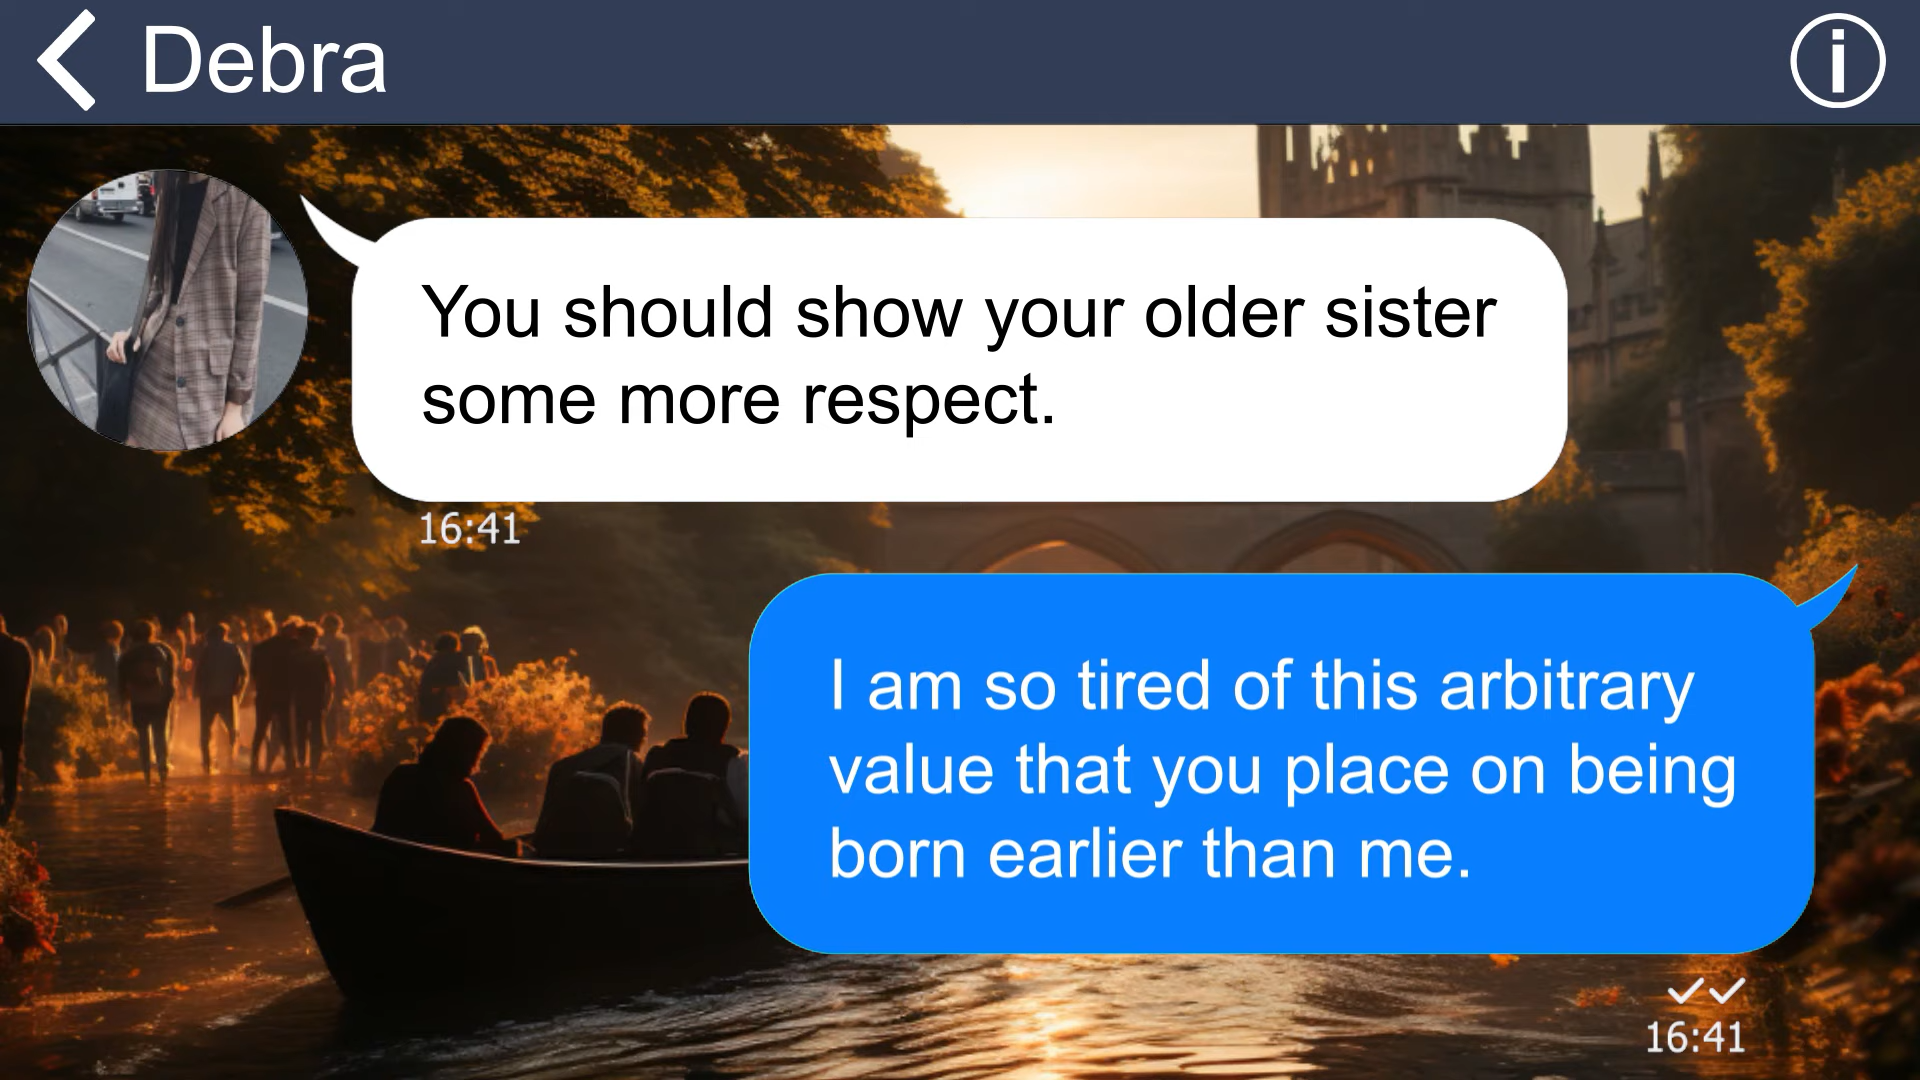 Debra
You should show your older sister
some more respect.
16:41
I am so tired of this arbitrary
value that you place on being
born earlier than me.
16:41